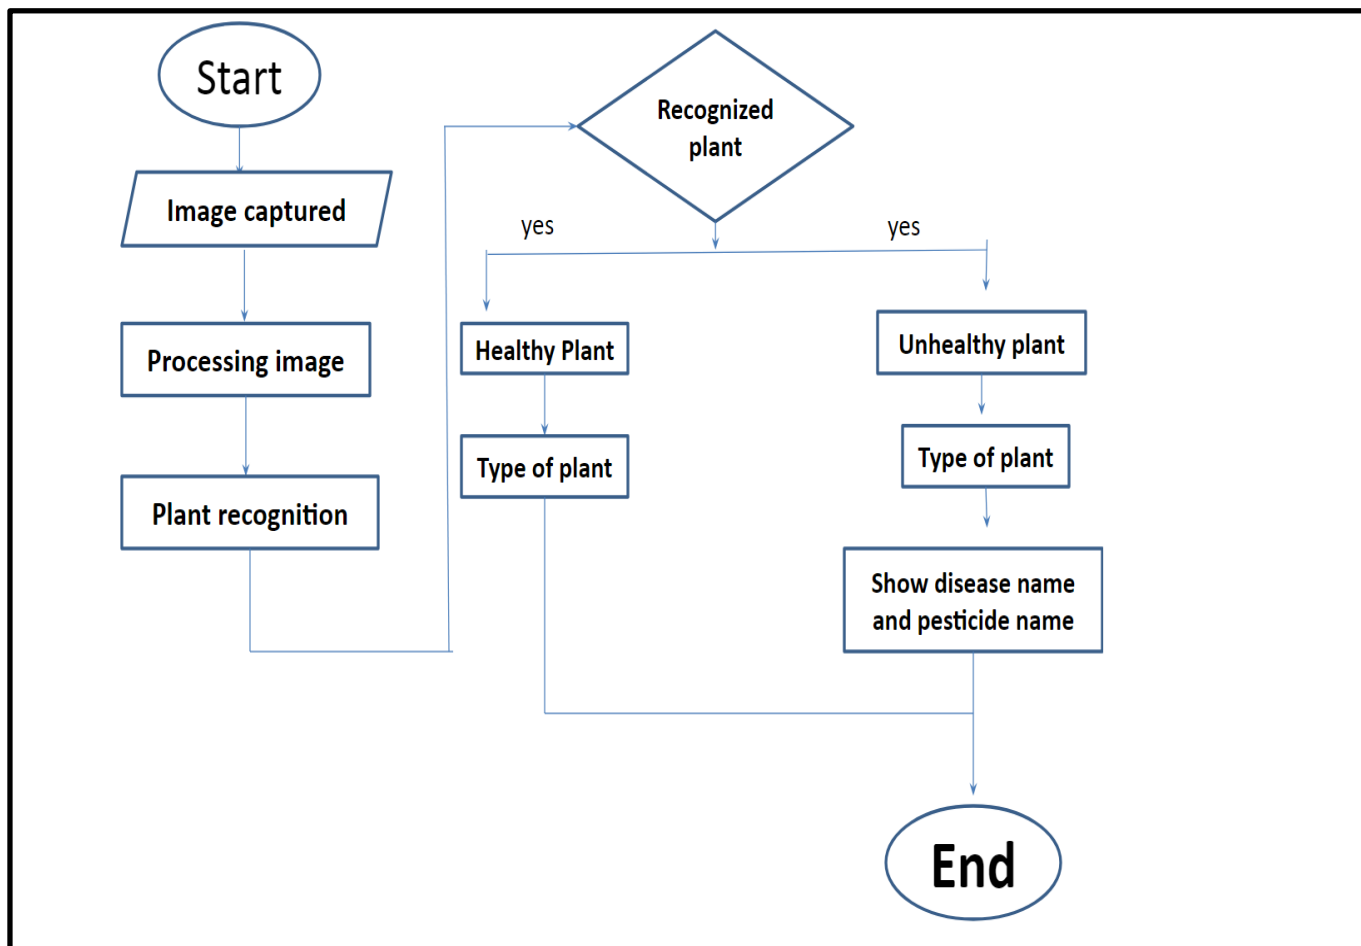 Start
Image captured
Processing image
Plant recognition
Recognized
plant
yes
yes
Healthy Plant
Type of plant
Unhealthy plant
Type of plant
Show disease name
and pesticide name
End